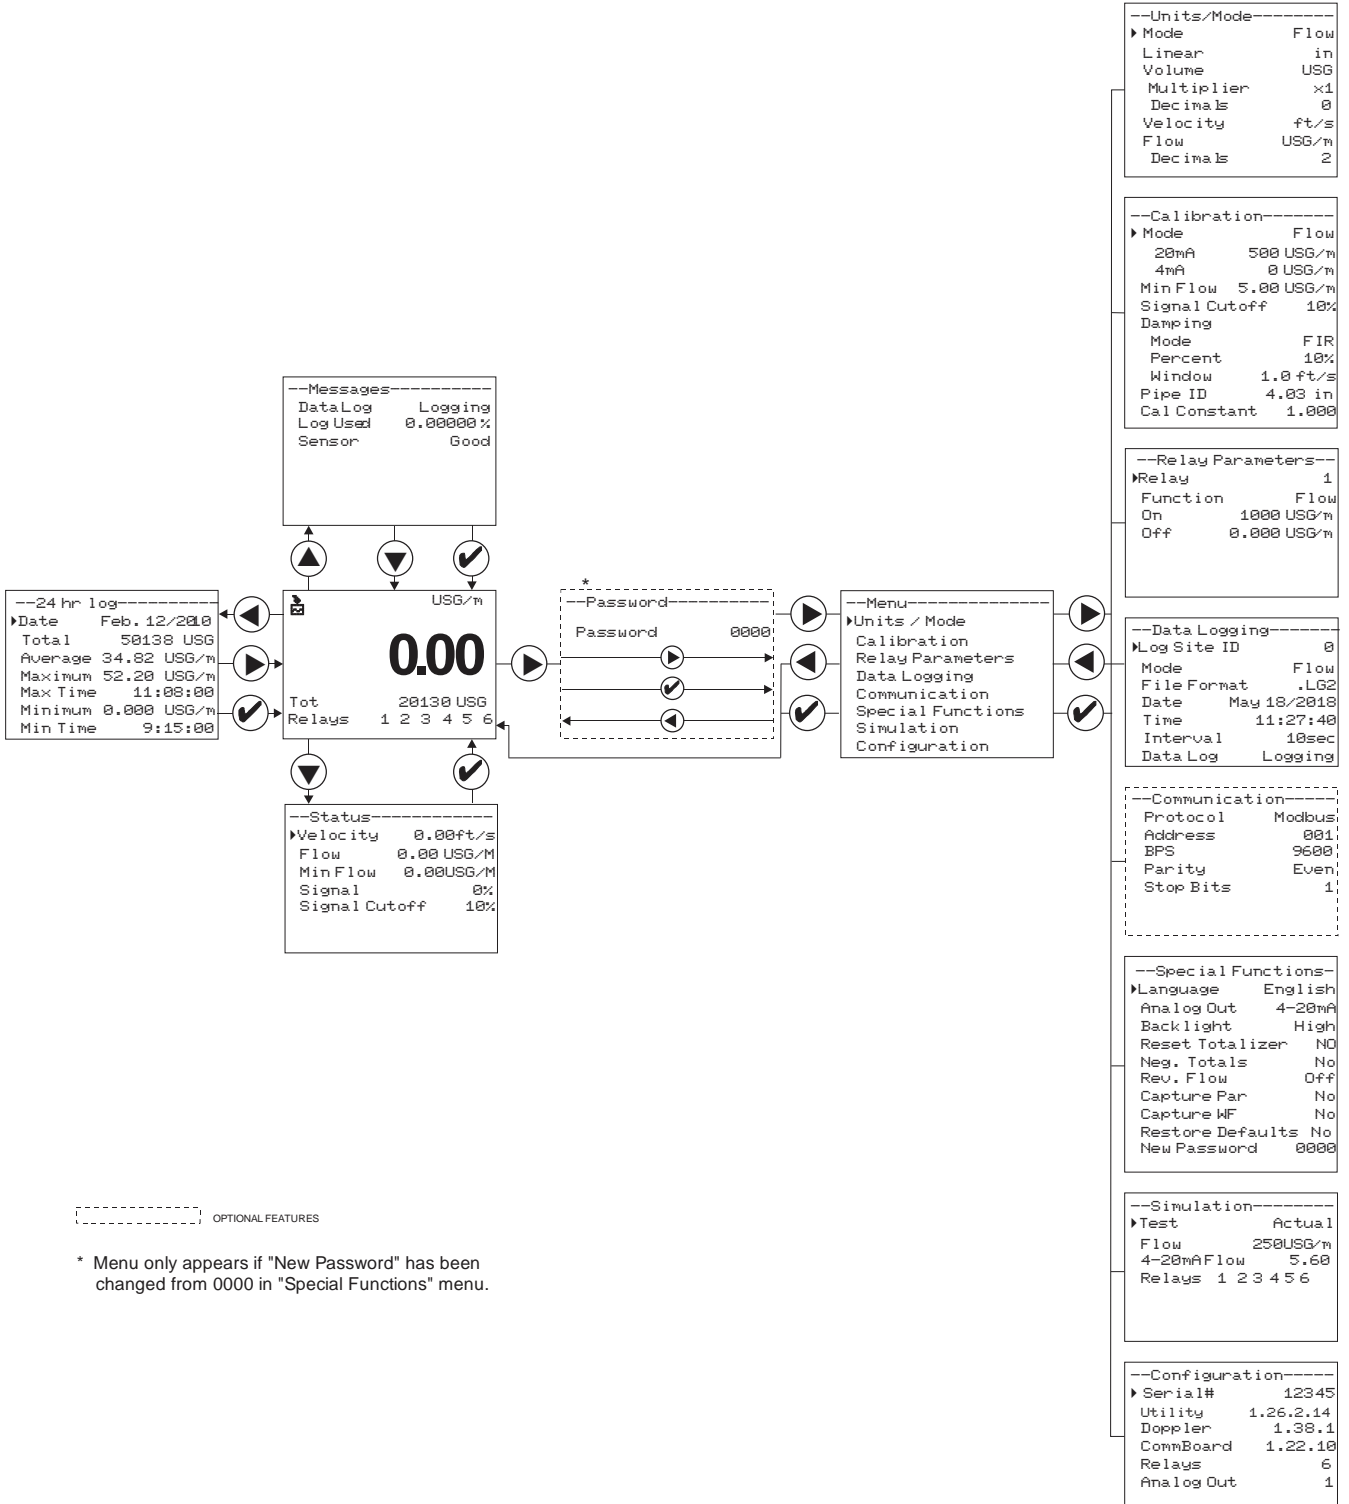 --Units/Mode--------
Mode Flow
Linear in
Volume USG
Multiplier x1
Decimals 0
Velocity ft/s
Flow USG/m
Decimals 2
--Calibration-------
Mode Flow
20mA 500 USG/m
4mA 0 USG/m
Min Flow 5.00 USG/m
Signal Cutoff 10%
Damping
Mode FIR
Percent 10%
Window 1.0 ft/s
Pipe ID 4.03 in
Cal Constant 1.000
--Relay Parameters--
Relay 1
Function Flow
On 1000 USG/m
Off 0.000 USG/m
--Messages----------
Data Log Logging
Log Used 0.00000 %
Sensor Good
--24 hr log----------
Date Feb. 12/2010
Total 50138 USG
Average 34.82 USG/m
Maximum 52.20 USG/m
Max Time 11:08:00
Minimum 0.000 USG/m
Min Time 9:15:00
USG/m
0.00
Tot 20130 USG
Relays 1 2 3 4 5 6
*
--Password----------
Password 0000
--Menu--------------
Units / Mode
Calibration
Relay Parameters
Data Logging
Communication
Special Functions
Simulation
Configuration
--Data Logging-------
Log Site ID 0
Mode Flow
File Format .LG2
Date May 18/2018
Time 11:27:40
Interval 10sec
Data Log Logging
--Status------------
Velocity 0.00ft/s
Flow 0.00 USG/M
Min Flow 0.00USG/M
Signal 0%
Signal Cutoff 10%
--Communication-----
Protocol Modbus
Address 001
BPS 9600
Parity Even
Stop Bits 1
--Special Functions-
Language English
Analog Out 4-20mA
Backlight High
Reset Totalizer NO
Neg. Totals No
Rev. Flow Off
Capture Par No
Capture WF No
Restore Defaults No
New Password 0000
--Simulation--------
Test Actual
Flow 250USG/m
4-20mA Flow 5.60
Relays 1 2 3 4 5 6
--Configuration-----
Serial# 12345
Utility 1.26.2.14
Doppler 1.38.1
CommBoard 1.22.10
Relays 6
Analog Out 1
OPTIONAL FEATURES
* Menu only appears if "New Password" has been
changed from 0000 in "Special Functions" menu.